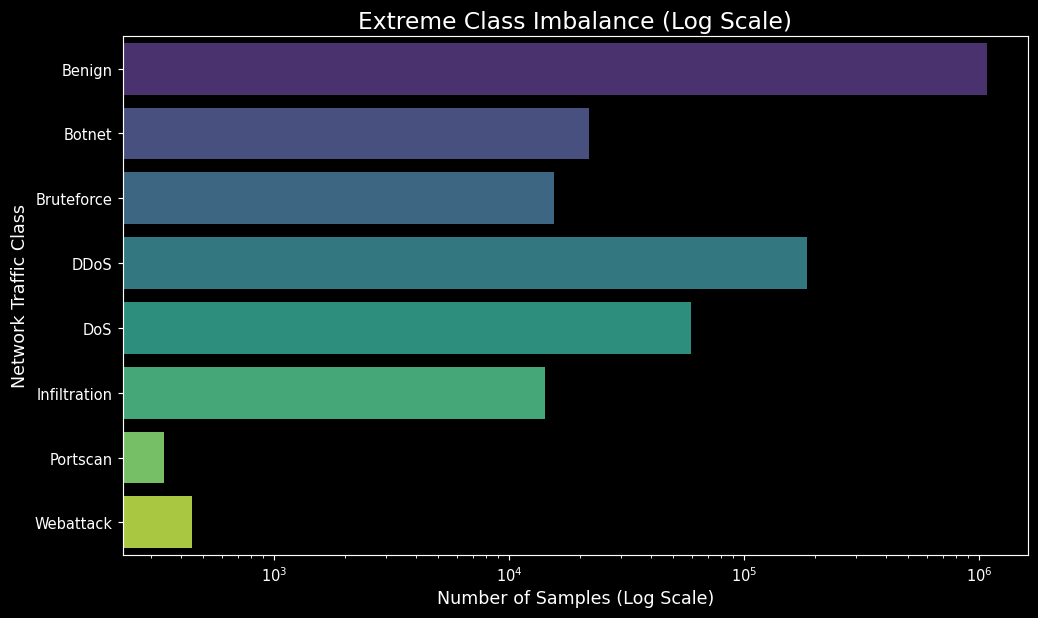 Extreme Class Imbalance (Log Scale)
Network Traffic Class
Benign
Botnet
Bruteforce
DDoS
DoS
Infiltration
Portscan
Webattack
10³
10⁴
10⁵
10⁶
Number of Samples (Log Scale)